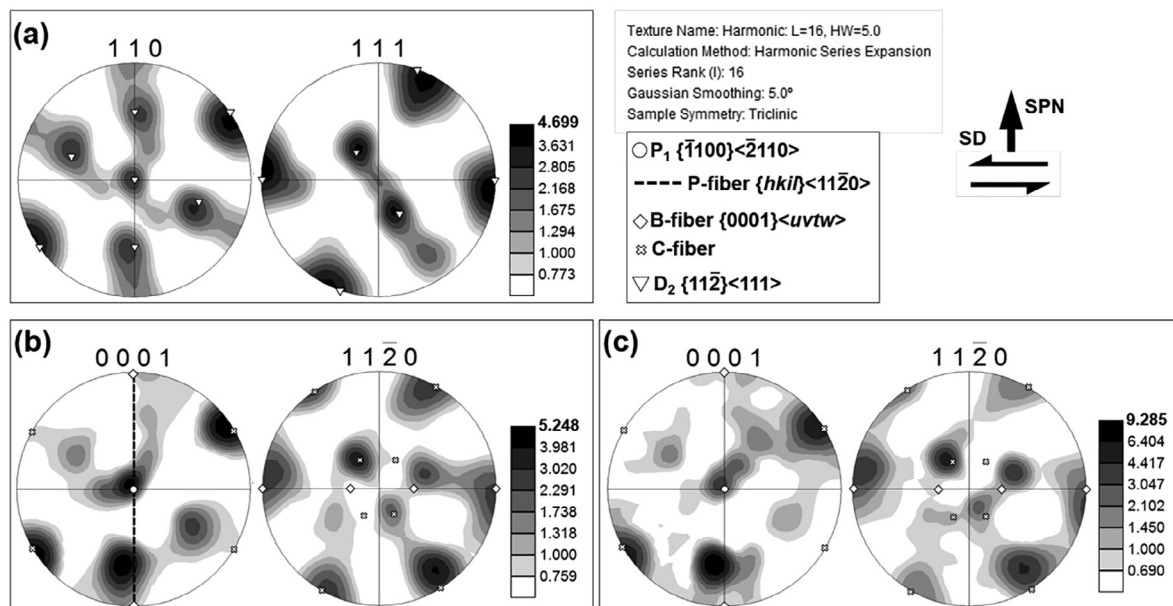 (a)
1 1 0
1 1 1
4.699
3.631
2.805
2.168
1.675
1.294
1.000
0.773
Texture Name: Harmonic: L=16, HW=5.0
Calculation Method: Harmonic Series Expansion
Series Rank (l): 16
Gaussian Smoothing: 5.0º
Sample Symmetry: Triclinic
P₁ {1̄100}<2̄110>
P-fiber {hkil}<112̄0>
B-fiber {0001}<uvtw>
C-fiber
D₂ {112̄}<111>
SPN
SD
(b)
0 0 0 1
1 1 2̄ 0
5.248
3.981
3.020
2.291
1.738
1.318
1.000
0.759
(c)
0 0 0 1
1 1 2̄ 0
9.285
6.404
4.417
3.047
2.102
1.450
1.000
0.690